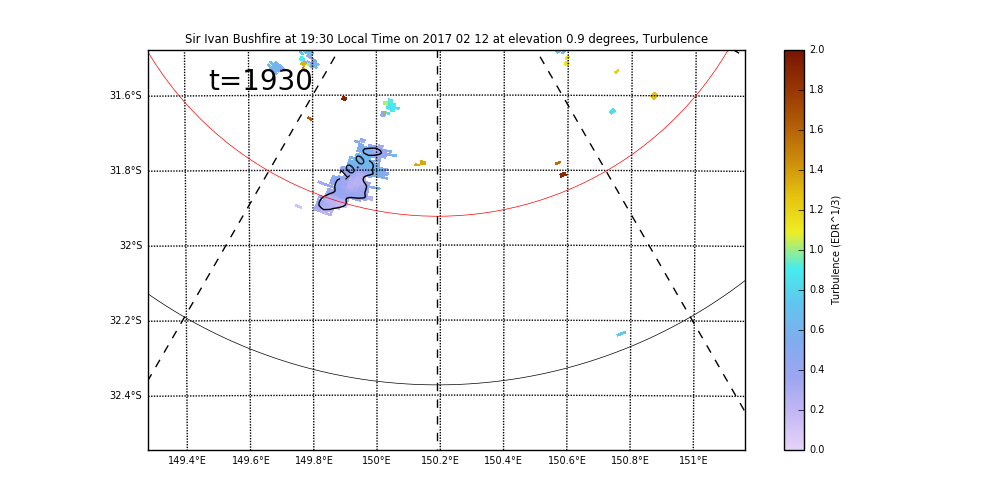 Sir Ivan Bushfire at 19:30 Local Time on 2017 02 12 at elevation 0.9 degrees, Turbulence
t=1930
31.6°S
31.8°S
32°S
32.2°S
32.4°S
10.0
149.4°E 149.6°E 149.8°E 150°E 150.2°E 150.4°E 150.6°E 150.8°E 151°E
2.0
1.8
1.6
1.4
1.2
1.0
0.8
0.6
0.4
0.2
0.0
Turbulence (EDR^1/3)